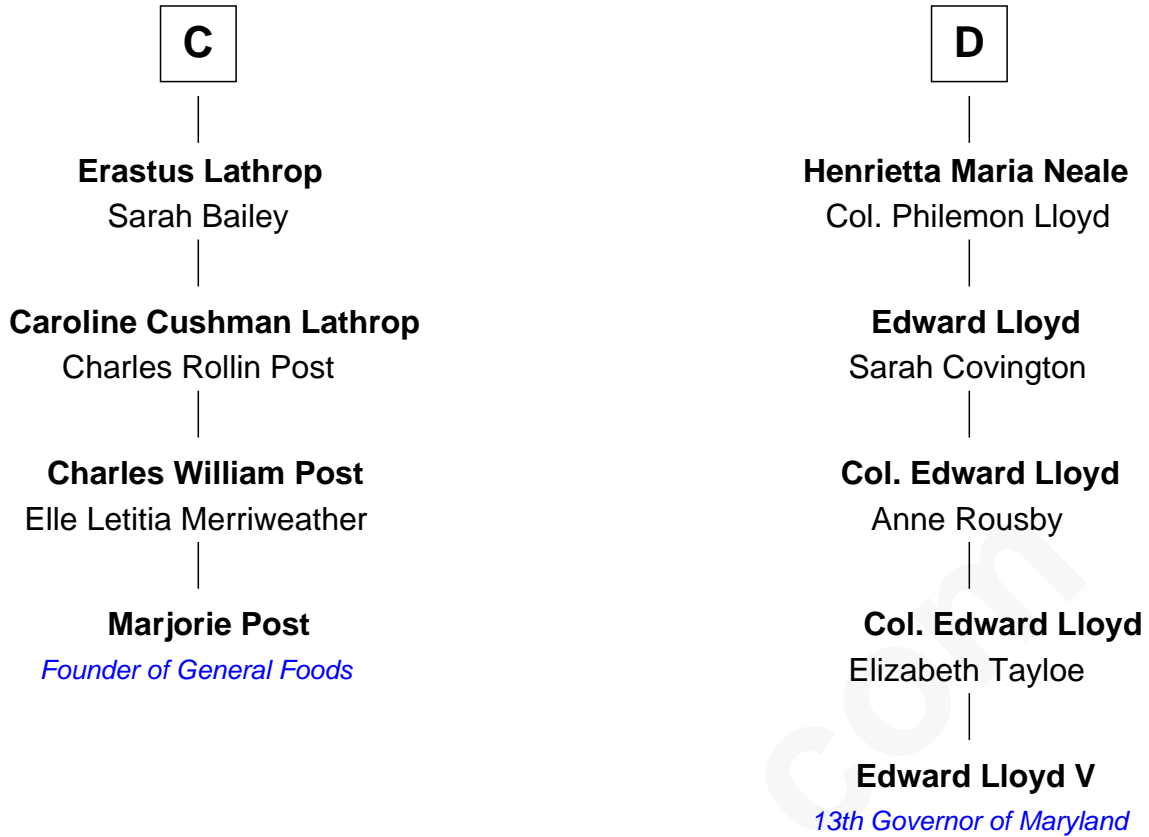 C
Erastus Lathrop
Sarah Bailey
Caroline Cushman Lathrop
Charles Rollin Post
Charles William Post
Elle Letitia Merriweather
Marjorie Post
Founder of General Foods
D
Henrietta Maria Neale
Col. Philemon Lloyd
Edward Lloyd
Sarah Covington
Col. Edward Lloyd
Anne Rousby
Col. Edward Lloyd
Elizabeth Tayloe
Edward Lloyd V
13th Governor of Maryland
com